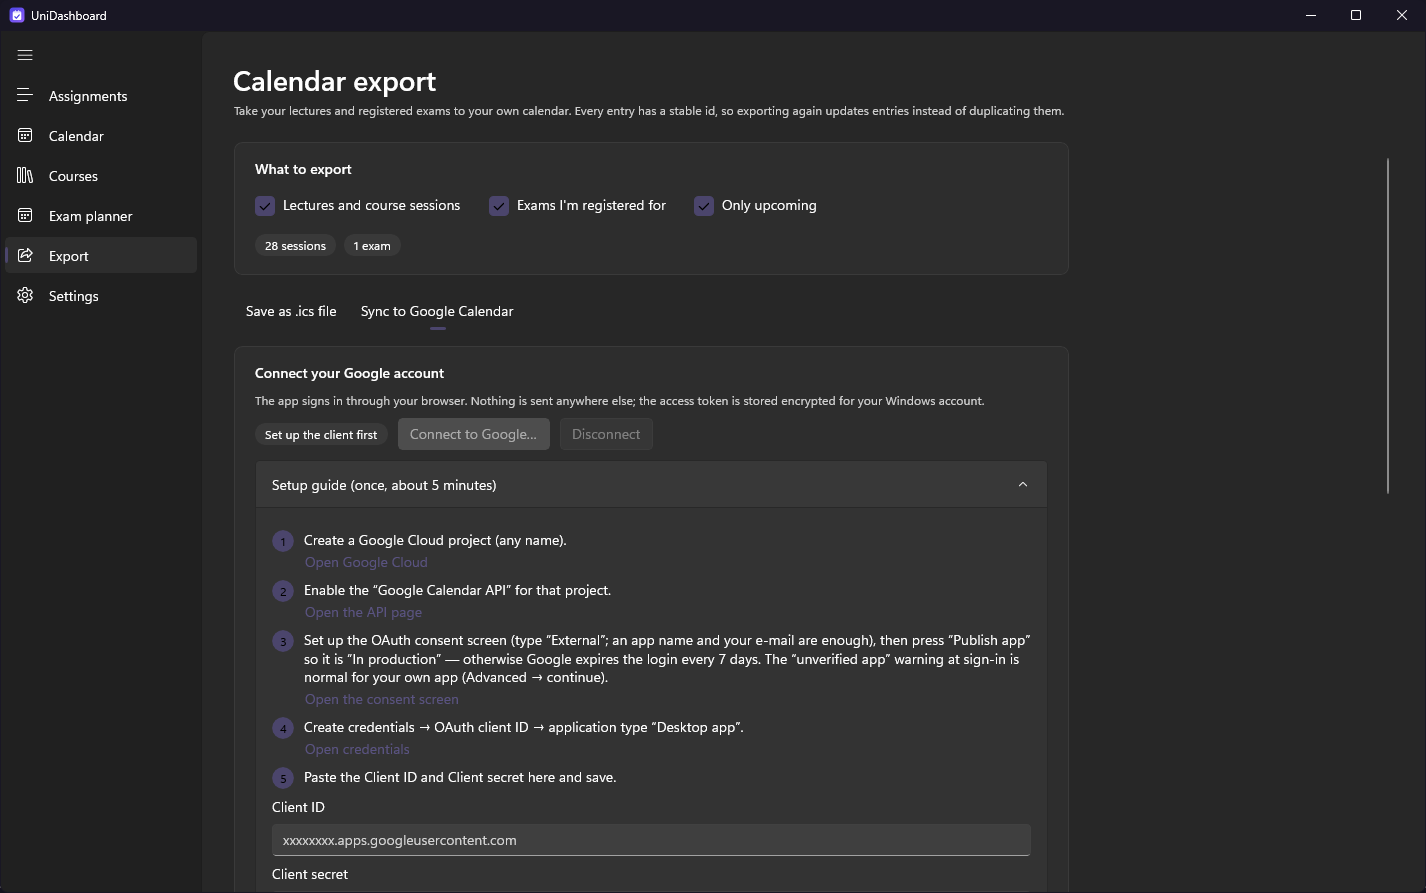 UniDashboard
Assignments
Calendar
Courses
Exam planner
Export
Settings
Calendar export
Take your lectures and registered exams to your own calendar. Every entry has a stable id, so exporting again updates entries instead of duplicating them.
What to export
Lectures and course sessions
Exams I'm registered for
Only upcoming
28 sessions
1 exam
Save as .ics file
Sync to Google Calendar
Connect your Google account
The app signs in through your browser. Nothing is sent anywhere else; the access token is stored encrypted for your Windows account.
Set up the client first
Connect to Google...
Disconnect
Setup guide (once, about 5 minutes)
1 Create a Google Cloud project (any name).
Open Google Cloud
2 Enable the “Google Calendar API” for that project.
Open the API page
3 Set up the OAuth consent screen (type “External”; an app name and your e-mail are enough), then press “Publish app”
so it is “In production” — otherwise Google expires the login every 7 days. The “unverified app” warning at sign-in is
normal for your own app (Advanced → continue).
Open the consent screen
4 Create credentials → OAuth client ID → application type “Desktop app”.
Open credentials
5 Paste the Client ID and Client secret here and save.
Client ID
xxxxxxxx.apps.googleusercontent.com
Client secret